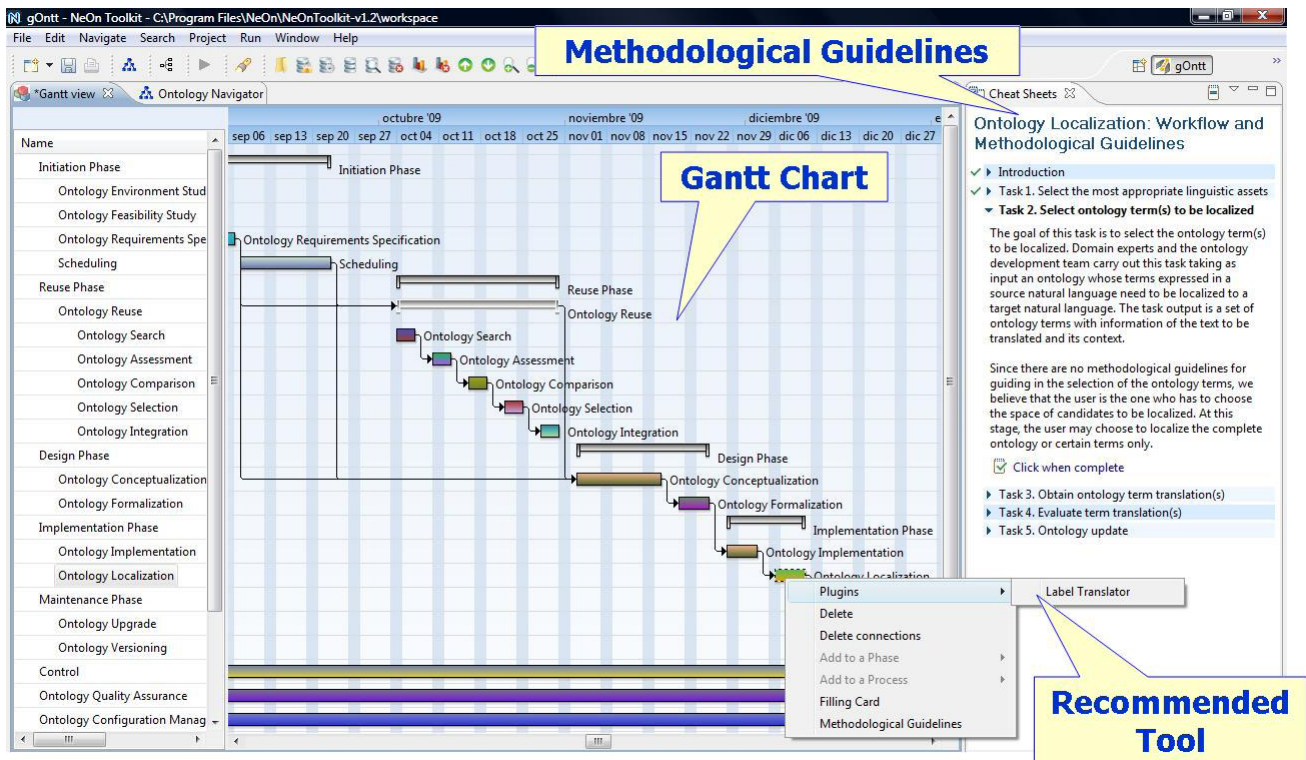 gOntt - NeOn Toolkit - C:\Program Files\NeOn\NeOnToolkit-v1.2\workspace
File Edit Navigate Search Project Run Window Help
Methodological Guidelines
gOntt
*Gantt view
Ontology Navigator
Cheat Sheets
octubre '09 noviembre '09 diciembre '09 e
Name
sep 06 sep 13 sep 20 sep 27 oct 04 oct 11 oct 18 oct 25 nov 01 nov 08 nov 15 nov 22 nov 29 dic 06 dic 13 dic 20 dic 27
Initiation Phase
Ontology Environment Stud
Ontology Feasibility Study
Ontology Requirements Spe
Scheduling
Reuse Phase
Ontology Reuse
Ontology Search
Ontology Assessment
Ontology Comparison
Ontology Selection
Ontology Integration
Design Phase
Ontology Conceptualization
Ontology Formalization
Implementation Phase
Ontology Implementation
Ontology Localization
Maintenance Phase
Ontology Upgrade
Ontology Versioning
Control
Ontology Quality Assurance
Ontology Configuration Manag
Initiation Phase
Gantt Chart
Ontology Requirements Specification
Scheduling
Reuse Phase
Ontology Reuse
Ontology Search
Ontology Assessment
Ontology Comparison
Ontology Selection
Ontology Integration
Design Phase
Ontology Conceptualization
Ontology Formalization
Implementation Phase
Ontology Implementation
Ontology Localization
Plugins
Delete
Delete connections
Add to a Phase
Add to a Process
Filling Card
Methodological Guidelines
Label Translator
Recommended
Tool
Ontology Localization: Workflow and
Methodological Guidelines
Introduction
Task 1. Select the most appropriate linguistic assets
Task 2. Select ontology term(s) to be localized
The goal of this task is to select the ontology term(s)
to be localized. Domain experts and the ontology
development team carry out this task taking as
input an ontology whose terms expressed in a
source natural language need to be localized to a
target natural language. The task output is a set of
ontology terms with information of the text to be
translated and its context.
Since there are no methodological guidelines for
guiding in the selection of the ontology terms, we
believe that the user is the one who has to choose
the space of candidates to be localized. At this
stage, the user may choose to localize the complete
ontology or certain terms only.
Click when complete
Task 3. Obtain ontology term translation(s)
Task 4. Evaluate term translation(s)
Task 5. Ontology update